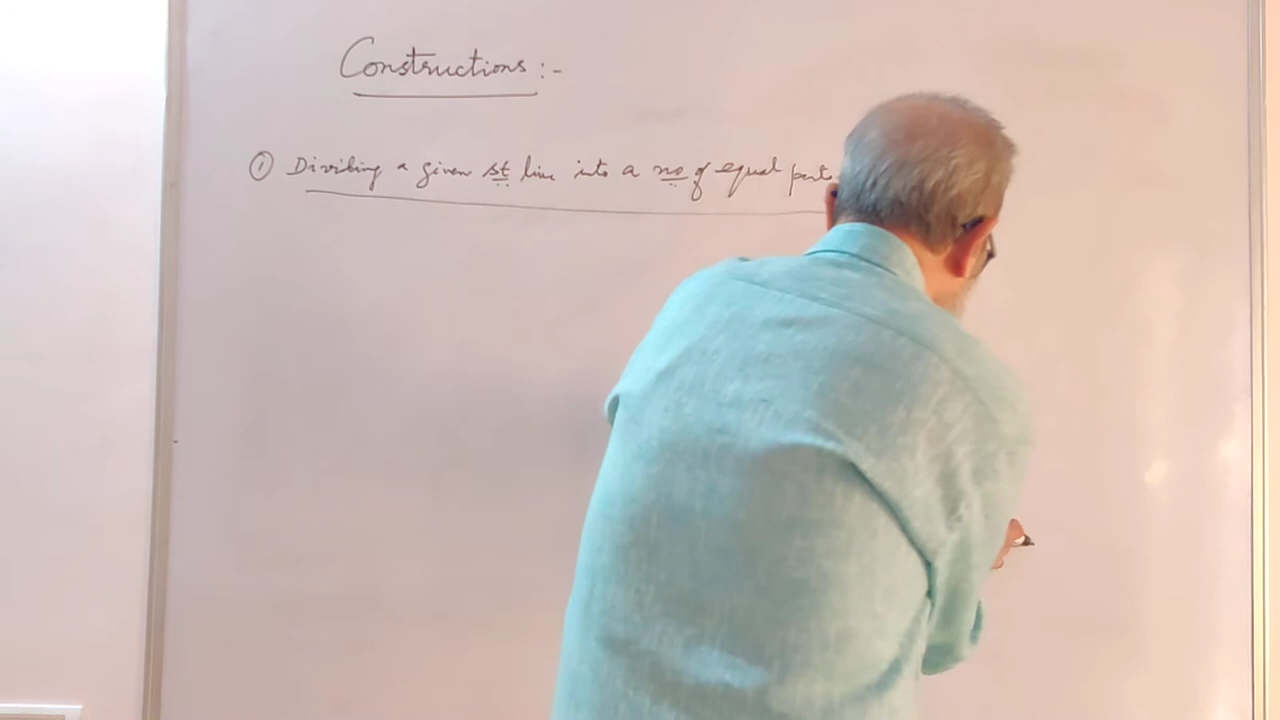 Constructions :-
① Dividing a given st line into a no of equal parts